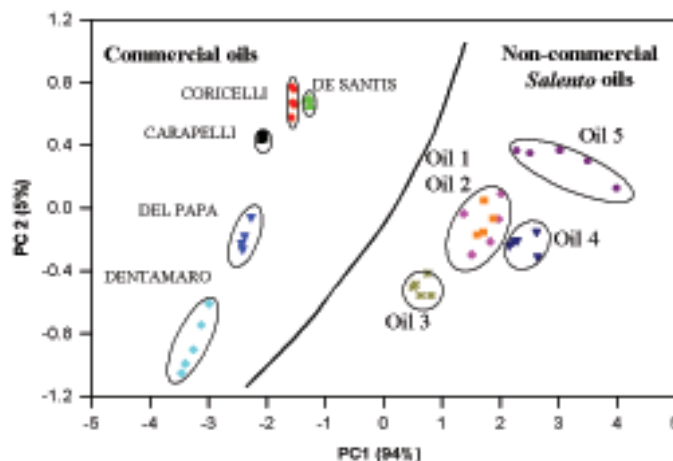 1.2
0.8
0.4
0.0
-0.4
-0.8
-1.2
PC 2 (5%)
Commercial oils
Non-commercial
Salento oils
CORICELLI
DE SANTIS
CARAPELLI
DEL PAPA
DENTAMARO
Oil 1
Oil 2
Oil 5
Oil 4
Oil 3
-5 -4 -3 -2 -1 0 1 2 3 4 5
PC1 (94%)